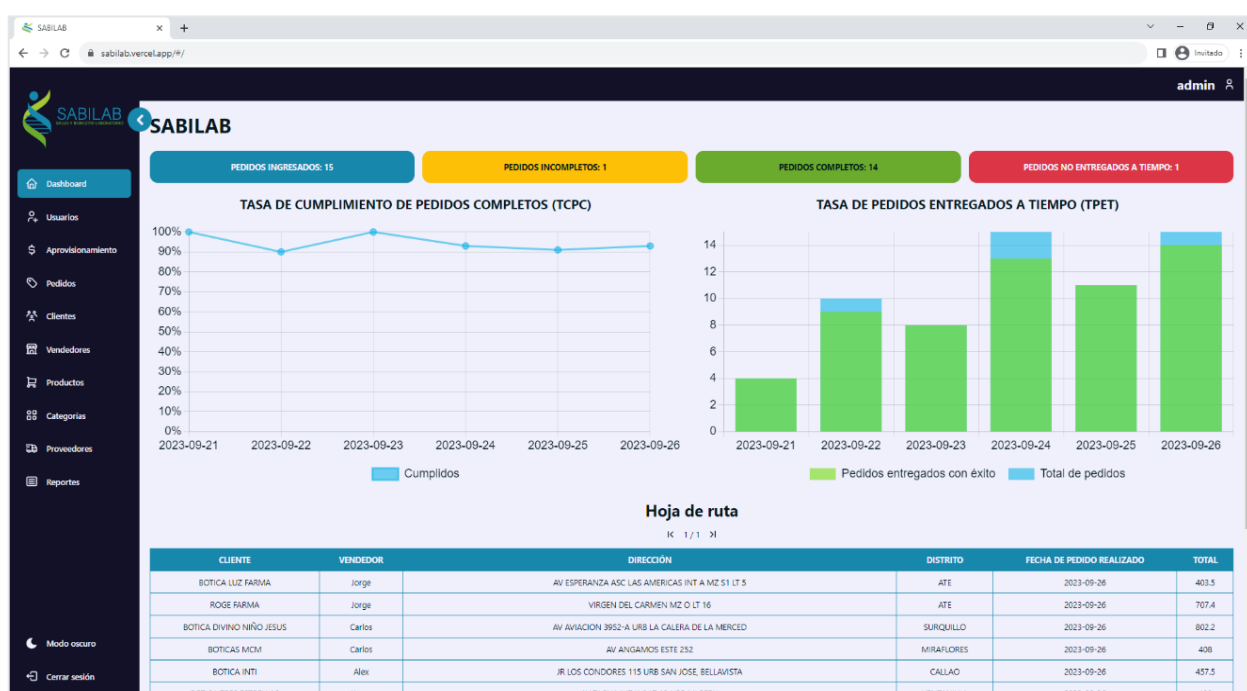 SABILAB
sabilab.vercel.app/#/
Invitado
admin
SABILAB
SABILAB
Dashboard
Usuarios
Aprovisionamiento
Pedidos
Clientes
Vendedores
Productos
Categorias
Proveedores
Reportes
Modo oscuro
Cerrar sesión
PEDIDOS INGRESADOS: 15
PEDIDOS INCOMPLETOS: 1
PEDIDOS COMPLETOS: 14
PEDIDOS NO ENTREGADOS A TIEMPO: 1
TASA DE CUMPLIMIENTO DE PEDIDOS COMPLETOS (TCPC)
100%
90%
80%
70%
60%
50%
40%
30%
20%
10%
0%
2023-09-21 2023-09-22 2023-09-23 2023-09-24 2023-09-25 2023-09-26
Cumplidos
TASA DE PEDIDOS ENTREGADOS A TIEMPO (TPET)
14
12
10
8
6
4
2
0
2023-09-21 2023-09-22 2023-09-23 2023-09-24 2023-09-25 2023-09-26
Pedidos entregados con éxito Total de pedidos
Hoja de ruta
1/1
CLIENTE VENDEDOR DIRECCIÓN DISTRITO FECHA DE PEDIDO REALIZADO TOTAL
BOTICA LUZ FARMA Jorge AV ESPERANZA ASC LAS AMERICAS INT A MZ S1 LT 5 ATE 2023-09-26 403.5
ROGE FARMA Jorge VIRGEN DEL CARMEN MZ O LT 16 ATE 2023-09-26 707.4
BOTICA DIVINO NIÑO JESUS Carlos AV AVIACION 3952-A URB LA CALERA DE LA MERCED SURQUILLO 2023-09-26 802.2
BOTICAS MCM Carlos AV ANGAMOS ESTE 252 MIRAFLORES 2023-09-26 408
BOTICA INTI Alex JR LOS CONDORES 115 URB SAN JOSE, BELLAVISTA CALLAO 2023-09-26 457.5